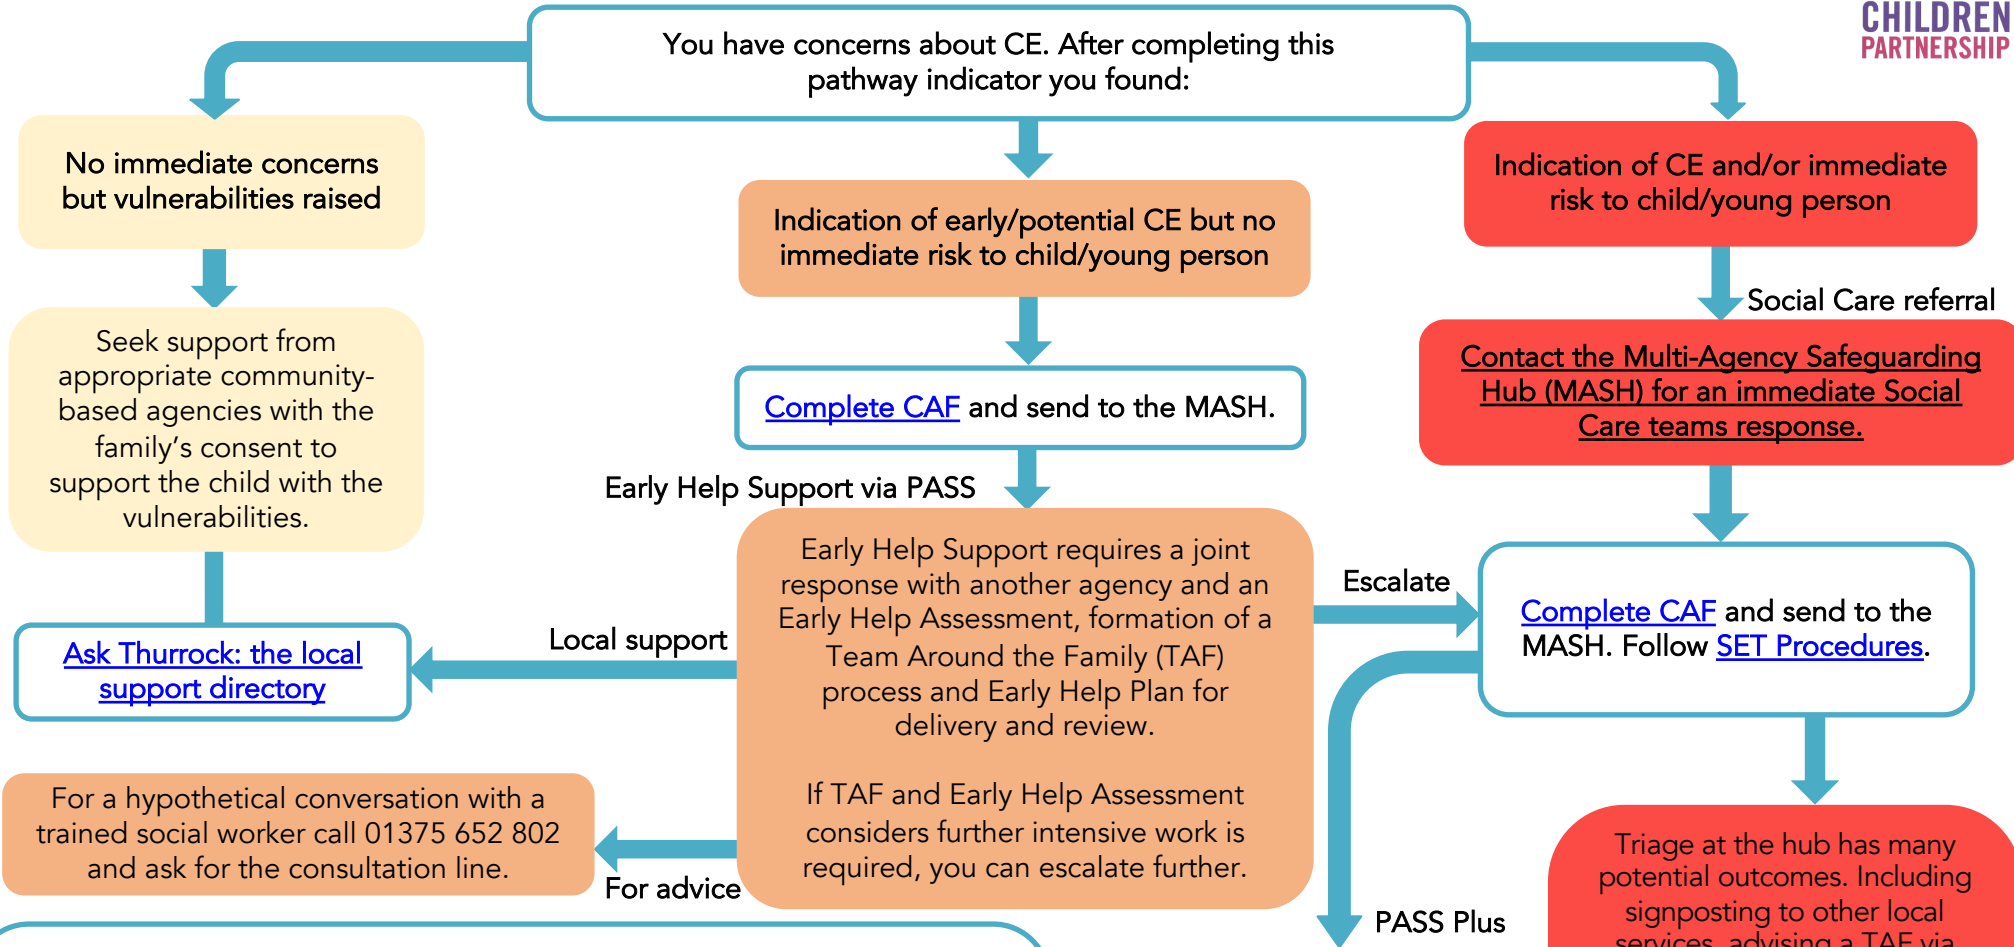 CHILDREN
PARTNERSHIP
You have concerns about CE. After completing this
pathway indicator you found:
No immediate concerns
but vulnerabilities raised
Indication of early/potential CE but no
immediate risk to child/young person
Indication of CE and/or immediate
risk to child/young person
Seek support from
appropriate community-
based agencies with the
family’s consent to
support the child with the
vulnerabilities.
Complete CAF and send to the MASH.
Social Care referral
Contact the Multi-Agency Safeguarding
Hub (MASH) for an immediate Social
Care teams response.
Early Help Support via PASS
Early Help Support requires a joint
response with another agency and an
Early Help Assessment, formation of a
Team Around the Family (TAF)
process and Early Help Plan for
delivery and review.
If TAF and Early Help Assessment
considers further intensive work is
required, you can escalate further.
Escalate
Complete CAF and send to the
MASH. Follow SET Procedures.
Local support
Ask Thurrock: the local
support directory
For a hypothetical conversation with a
trained social worker call 01375 652 802
and ask for the consultation line.
For advice
PASS Plus
Triage at the hub has many
potential outcomes. Including
signposting to other local
services, advising a TAF via